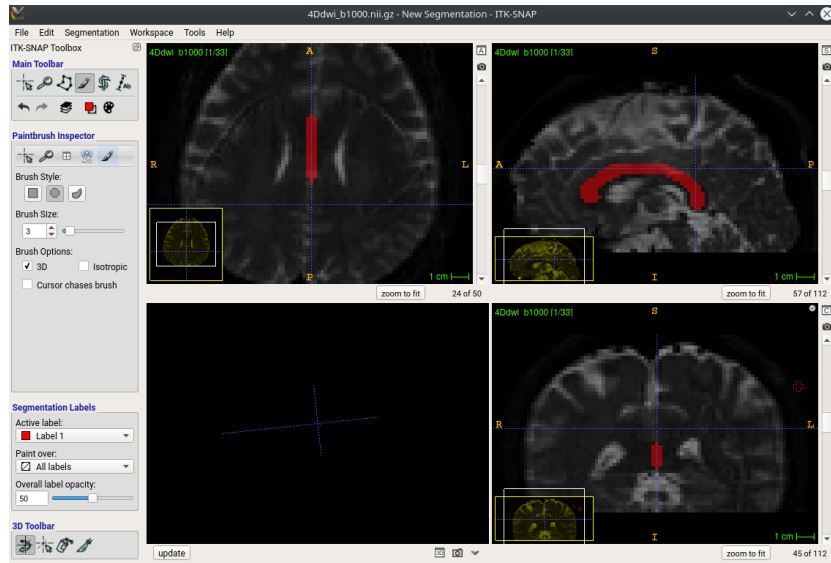 4Ddwi_b1000.nii.gz - New Segmentation - ITK-SNAP
File Edit Segmentation Workspace Tools Help
ITK-SNAP Toolbox
Main Toolbar
Paintbrush Inspector
Brush Style:
Brush Size:
3
Brush Options:
3D Isotropic
Cursor chases brush
Segmentation Labels
Active label:
Label 1
Paint over:
All labels
Overall label opacity:
50
3D Toolbar
4Ddwi_b1000 [1/33]
A
R
L
P
1 cm
A
zoom to fit 24 of 50
4Ddwi_b1000 [1/33]
S
A
P
I
1 cm
S
zoom to fit 57 of 112
update
3D
4Ddwi_b1000 [1/33]
S
R
L
I
1 cm
C
zoom to fit 45 of 112